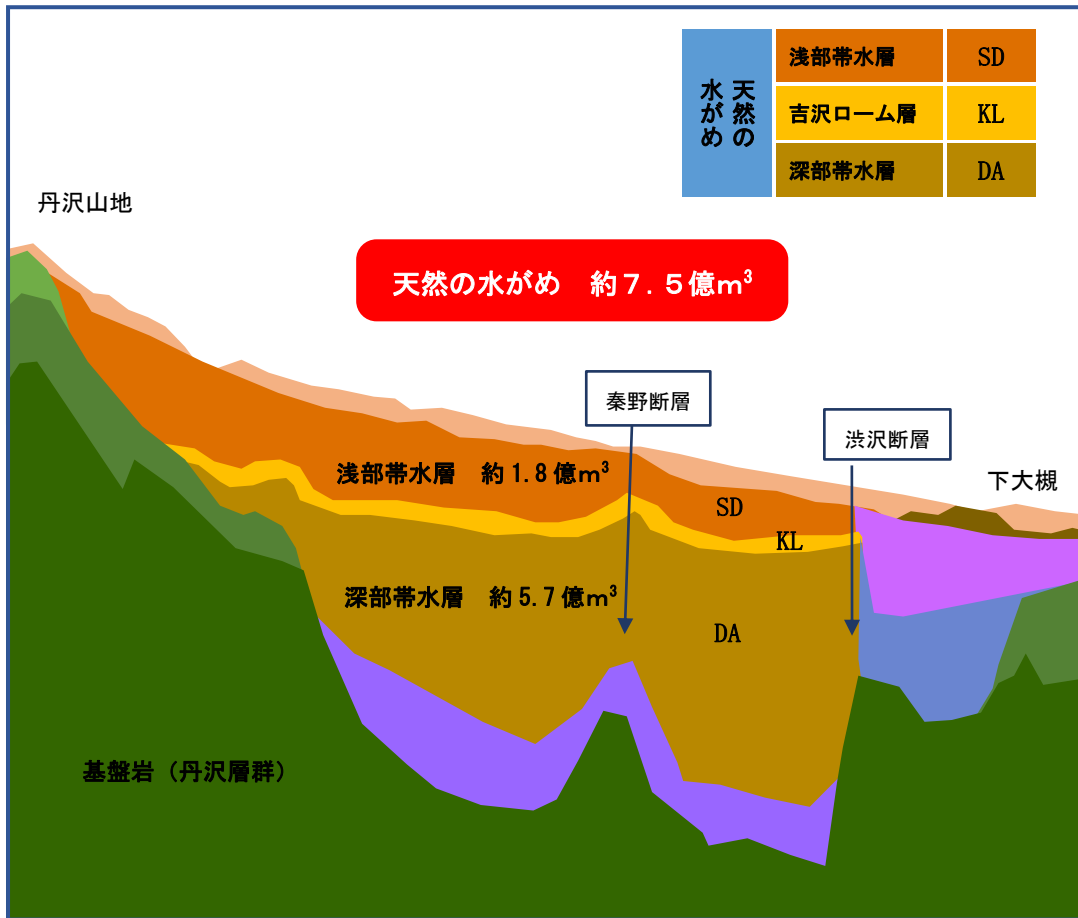 天然の
水がめ
浅部帯水層 SD
吉沢ローム層 KL
深部帯水層 DA
丹沢山地
天然の水がめ 約７.５億m³
秦野断層
渋沢断層
下大槻
浅部帯水層 約1.8億m³
SD
KL
深部帯水層 約5.7億m³
DA
基盤岩（丹沢層群）